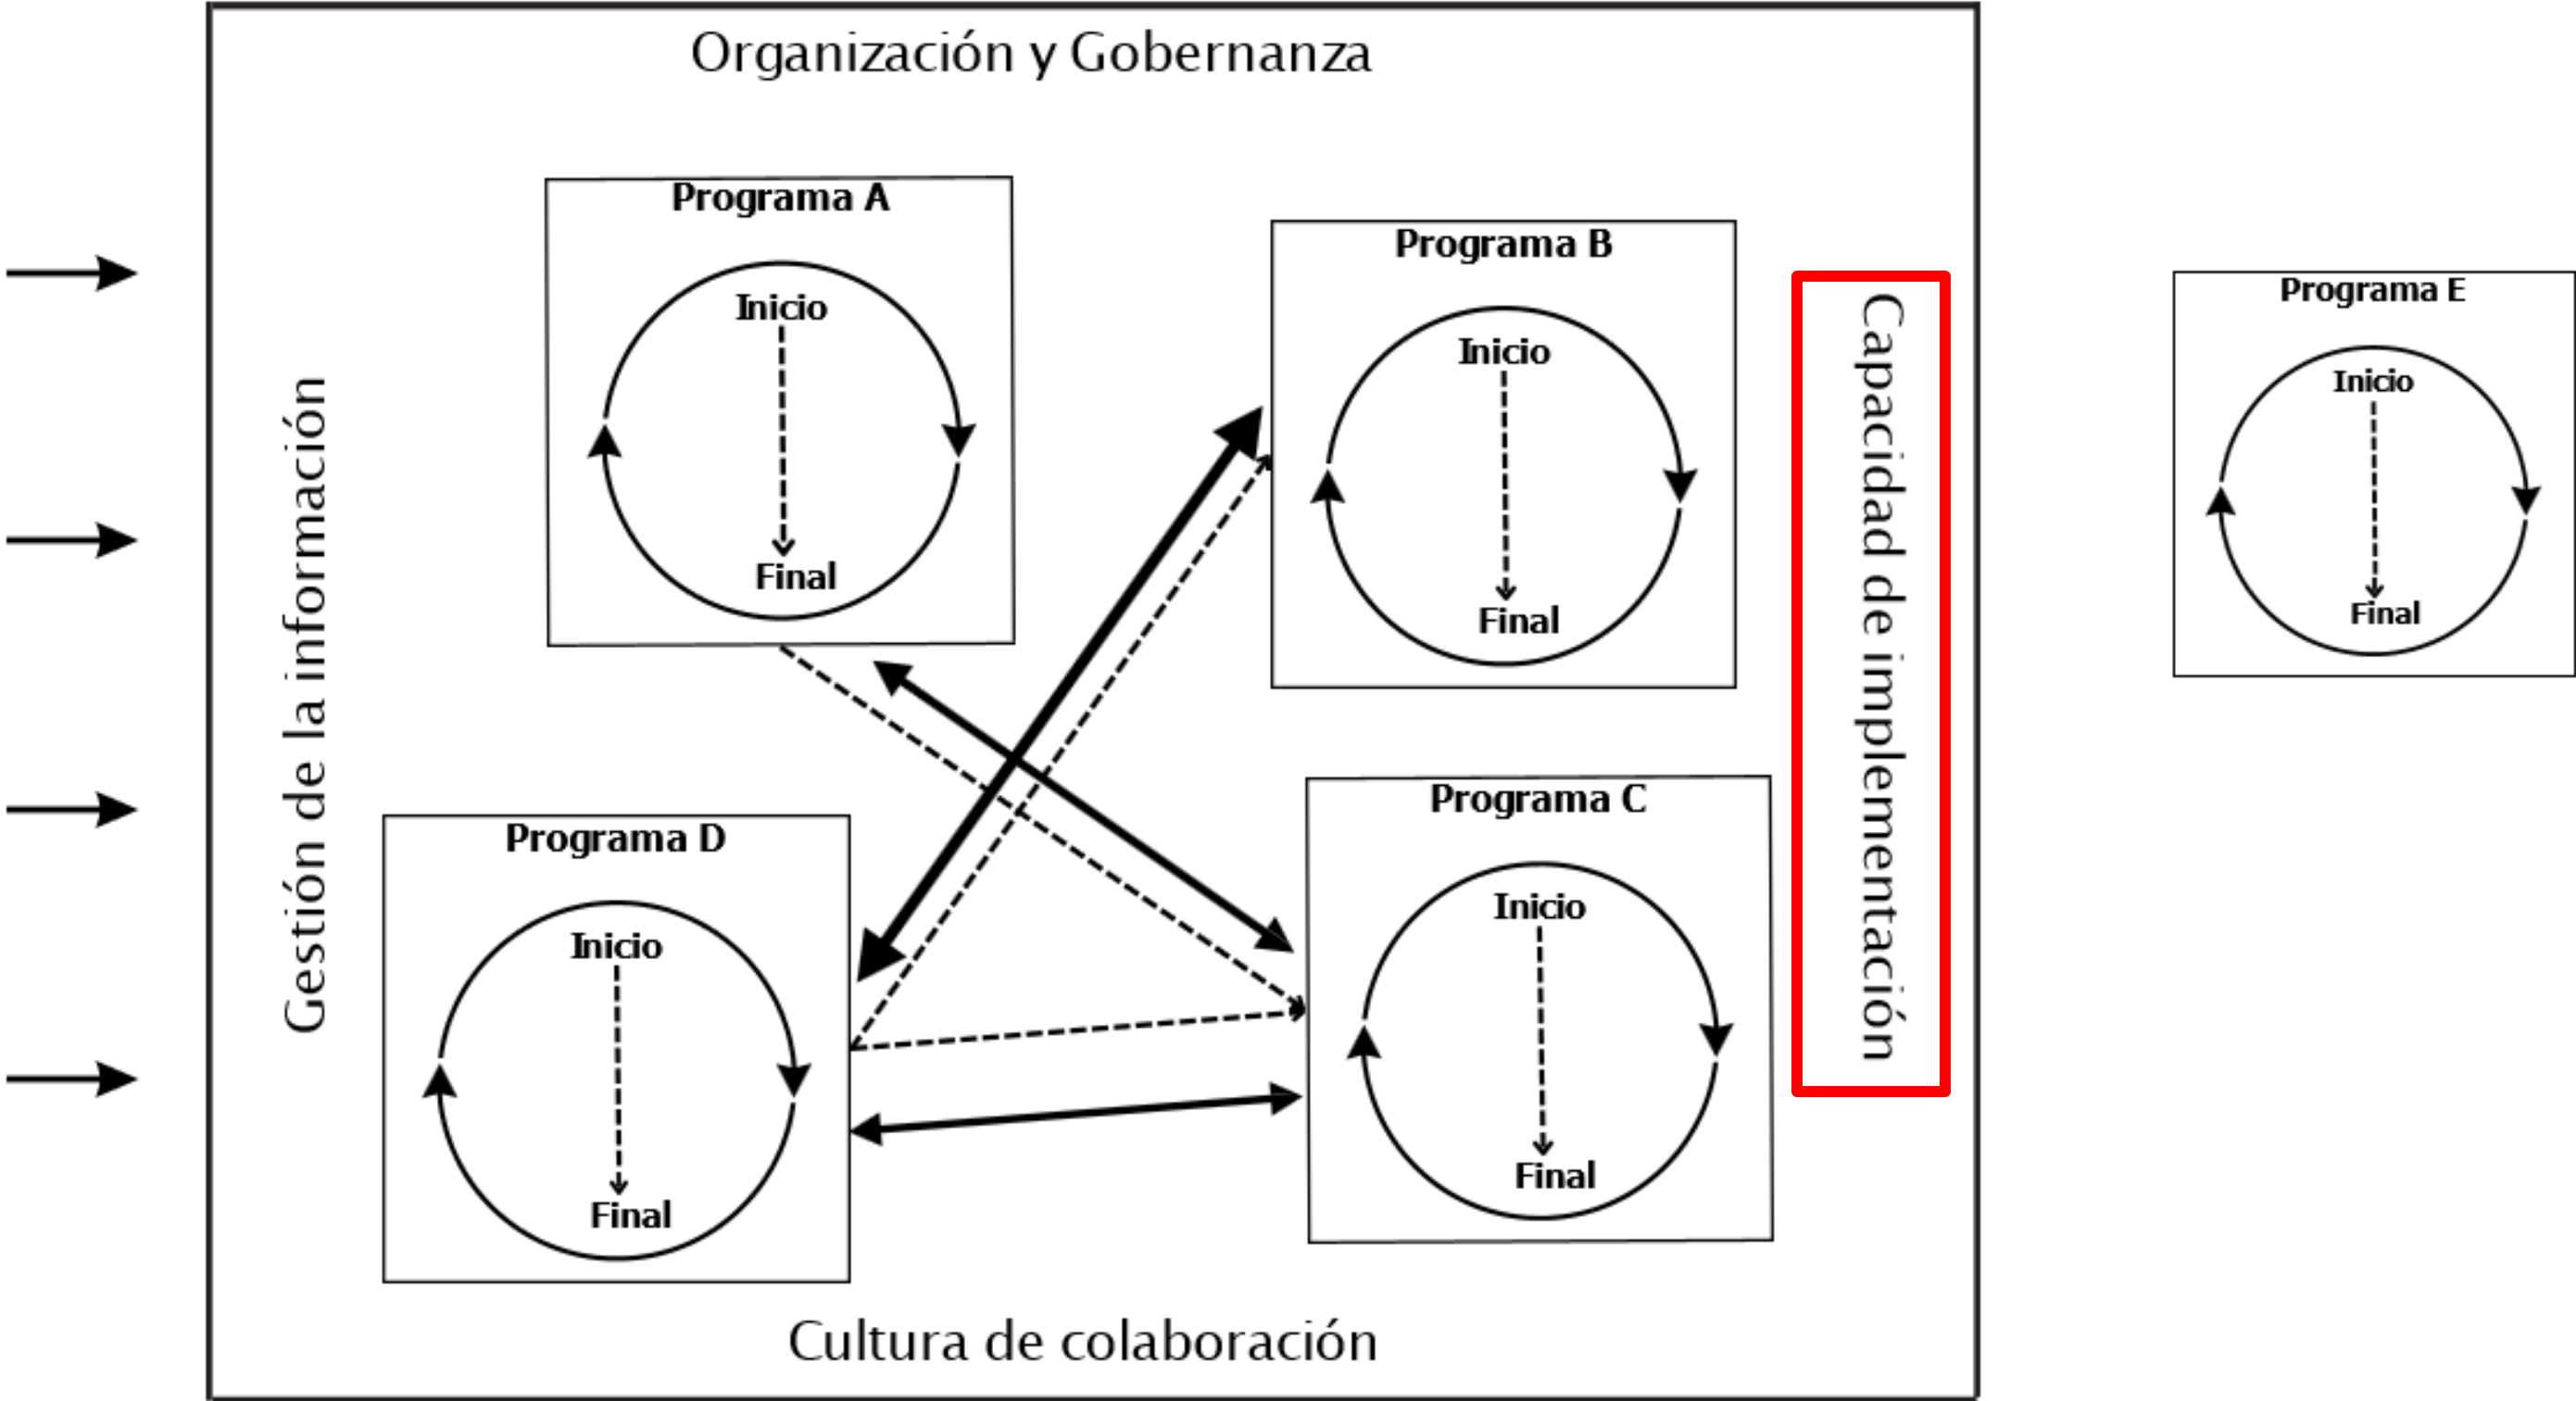 Organización y Gobernanza
Gestión de la información
Programa A
Inicio
Final
Programa B
Inicio
Final
Capacidad de implementación
Programa E
Inicio
Final
Programa D
Inicio
Final
Programa C
Inicio
Final
Cultura de colaboración